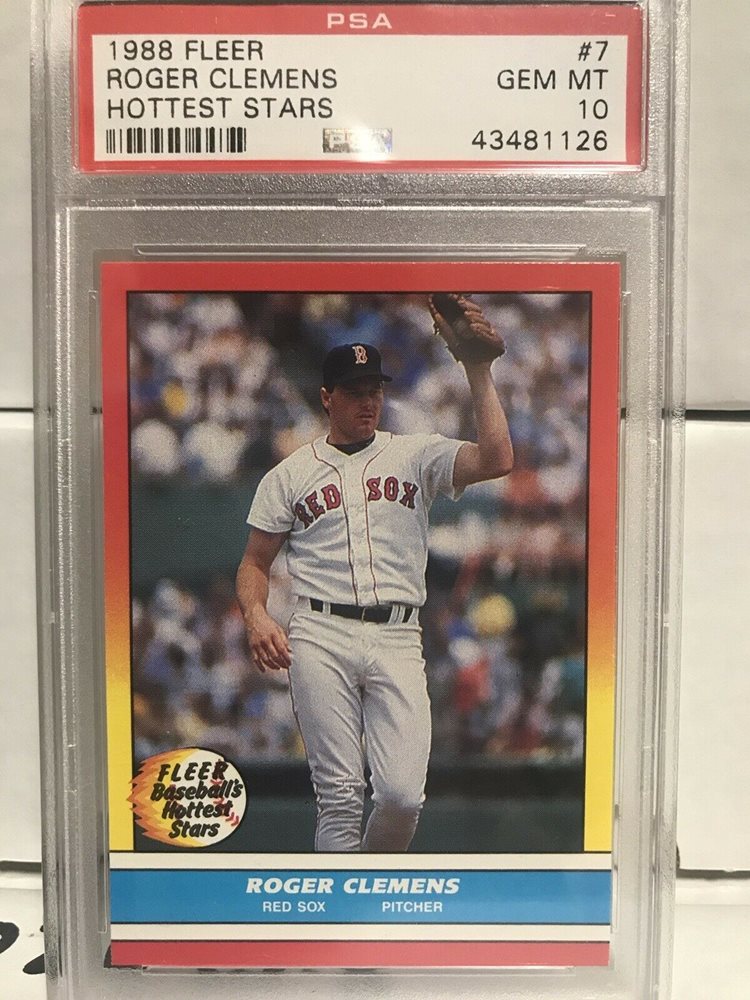 PSA
1988 FLEER #7
ROGER CLEMENS GEM MT
HOTTEST STARS 10
43481126
B
RED SOX
FLEER
Baseball's
Hottest
Stars
ROGER CLEMENS
RED SOX PITCHER